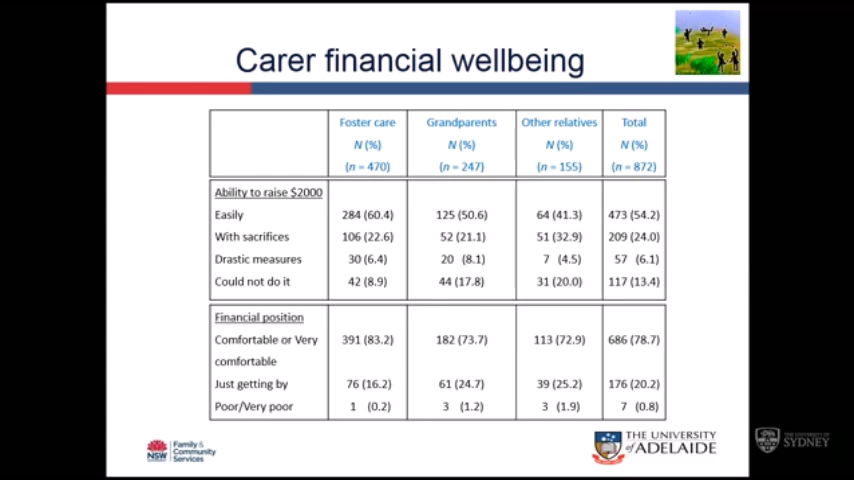 Carer financial wellbeing
Foster care Grandparents Other relatives Total
N (%) N (%) N (%) N (%)
(n = 470) (n = 247) (n = 155) (n = 872)
Ability to raise $2000
Easily 284 (60.4) 125 (50.6) 64 (41.3) 473 (54.2)
With sacrifices 106 (22.6) 52 (21.1) 51 (32.9) 209 (24.0)
Drastic measures 30 (6.4) 20 (8.1) 7 (4.5) 57 (6.1)
Could not do it 42 (8.9) 44 (17.8) 31 (20.0) 117 (13.4)
Financial position
Comfortable or Very 391 (83.2) 182 (73.7) 113 (72.9) 686 (78.7)
comfortable
Just getting by 76 (16.2) 61 (24.7) 39 (25.2) 176 (20.2)
Poor/Very poor 1 (0.2) 3 (1.2) 3 (1.9) 7 (0.8)
NSW
Family &
Community
Services
THE UNIVERSITY
of ADELAIDE
THE UNIVERSITY OF
SYDNEY